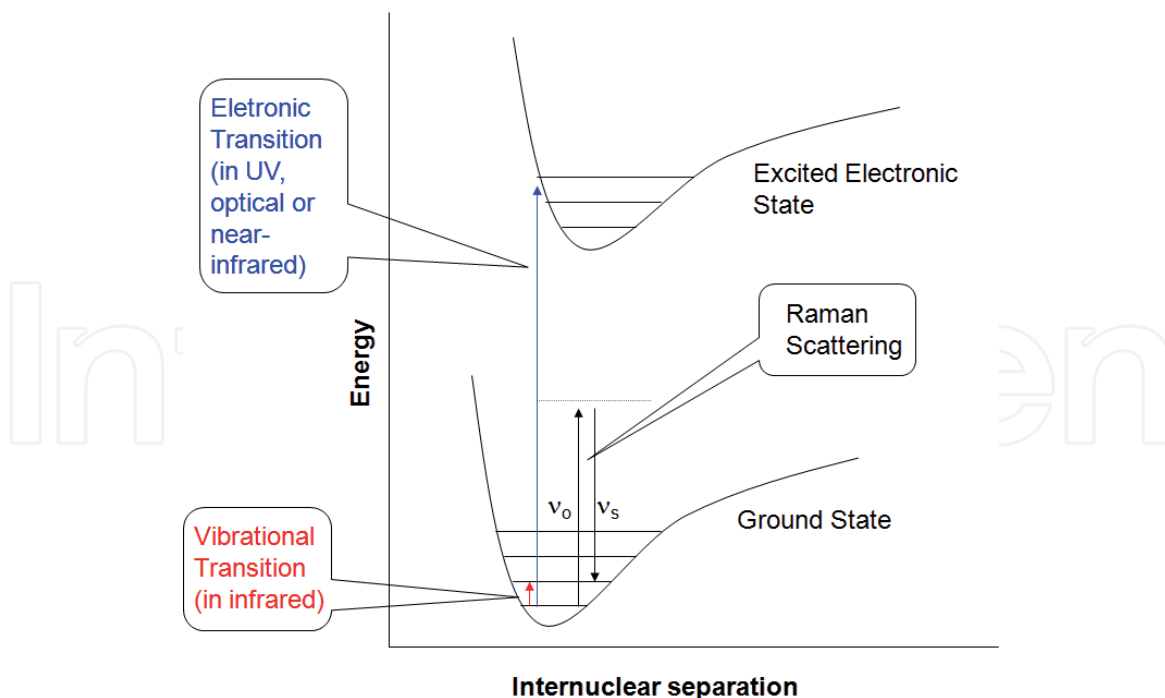 Eletronic
Transition
(in UV,
optical or
near-
infrared)
Excited Electronic
State
Raman
Scattering
Energy
νo νs
Ground State
Vibrational
Transition
(in infrared)
Internuclear separation